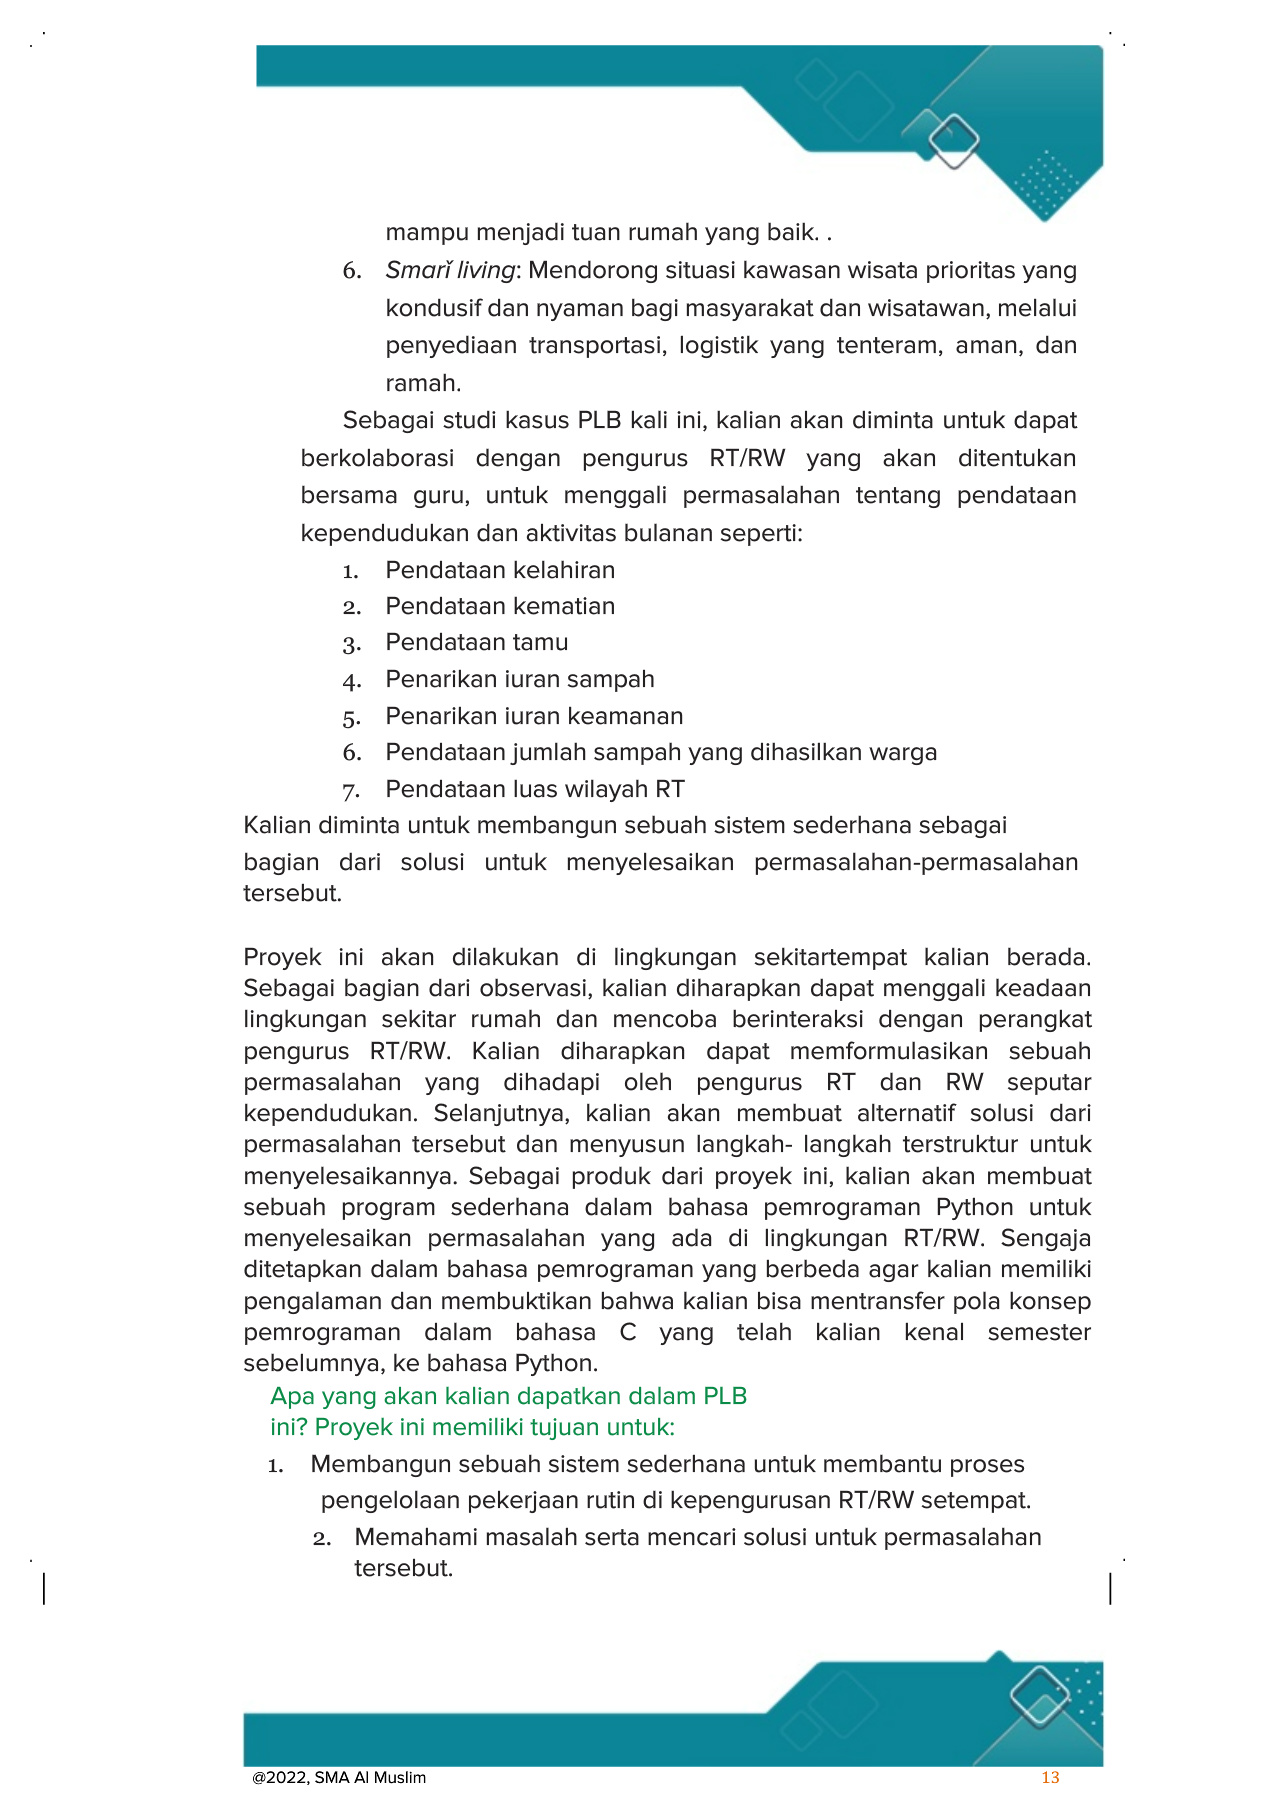 mampu menjadi tuan rumah yang baik. .
6. Smarǐ living: Mendorong situasi kawasan wisata prioritas yang
kondusif dan nyaman bagi masyarakat dan wisatawan, melalui
penyediaan transportasi, logistik yang tenteram, aman, dan
ramah.
Sebagai studi kasus PLB kali ini, kalian akan diminta untuk dapat
berkolaborasi dengan pengurus RT/RW yang akan ditentukan
bersama guru, untuk menggali permasalahan tentang pendataan
kependudukan dan aktivitas bulanan seperti:
1. Pendataan kelahiran
2. Pendataan kematian
3. Pendataan tamu
4. Penarikan iuran sampah
5. Penarikan iuran keamanan
6. Pendataan jumlah sampah yang dihasilkan warga
7. Pendataan luas wilayah RT
Kalian diminta untuk membangun sebuah sistem sederhana sebagai
bagian dari solusi untuk menyelesaikan permasalahan-permasalahan
tersebut.
Proyek ini akan dilakukan di lingkungan sekitartempat kalian berada.
Sebagai bagian dari observasi, kalian diharapkan dapat menggali keadaan
lingkungan sekitar rumah dan mencoba berinteraksi dengan perangkat
pengurus RT/RW. Kalian diharapkan dapat memformulasikan sebuah
permasalahan yang dihadapi oleh pengurus RT dan RW seputar
kependudukan. Selanjutnya, kalian akan membuat alternatif solusi dari
permasalahan tersebut dan menyusun langkah- langkah terstruktur untuk
menyelesaikannya. Sebagai produk dari proyek ini, kalian akan membuat
sebuah program sederhana dalam bahasa pemrograman Python untuk
menyelesaikan permasalahan yang ada di lingkungan RT/RW. Sengaja
ditetapkan dalam bahasa pemrograman yang berbeda agar kalian memiliki
pengalaman dan membuktikan bahwa kalian bisa mentransfer pola konsep
pemrograman dalam bahasa C yang telah kalian kenal semester
sebelumnya, ke bahasa Python.
Apa yang akan kalian dapatkan dalam PLB
ini? Proyek ini memiliki tujuan untuk:
1. Membangun sebuah sistem sederhana untuk membantu proses
pengelolaan pekerjaan rutin di kepengurusan RT/RW setempat.
2. Memahami masalah serta mencari solusi untuk permasalahan
tersebut.
@2022, SMA Al Muslim
13